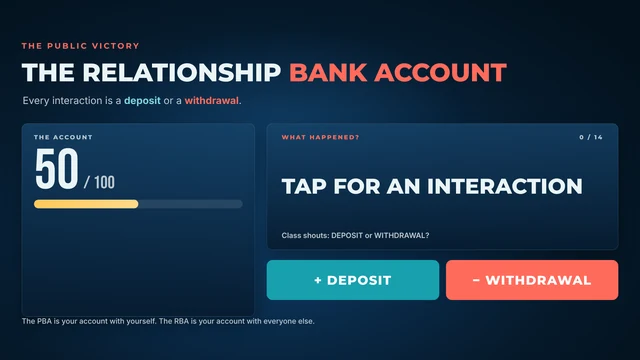 THE PUBLIC VICTORY
THE RELATIONSHIP BANK ACCOUNT
Every interaction is a deposit or a withdrawal.
THE ACCOUNT
50 / 100
WHAT HAPPENED?
0 / 14
TAP FOR AN INTERACTION
Class shouts: DEPOSIT or WITHDRAWAL?
+ DEPOSIT
− WITHDRAWAL
The PBA is your account with yourself. The RBA is your account with everyone else.